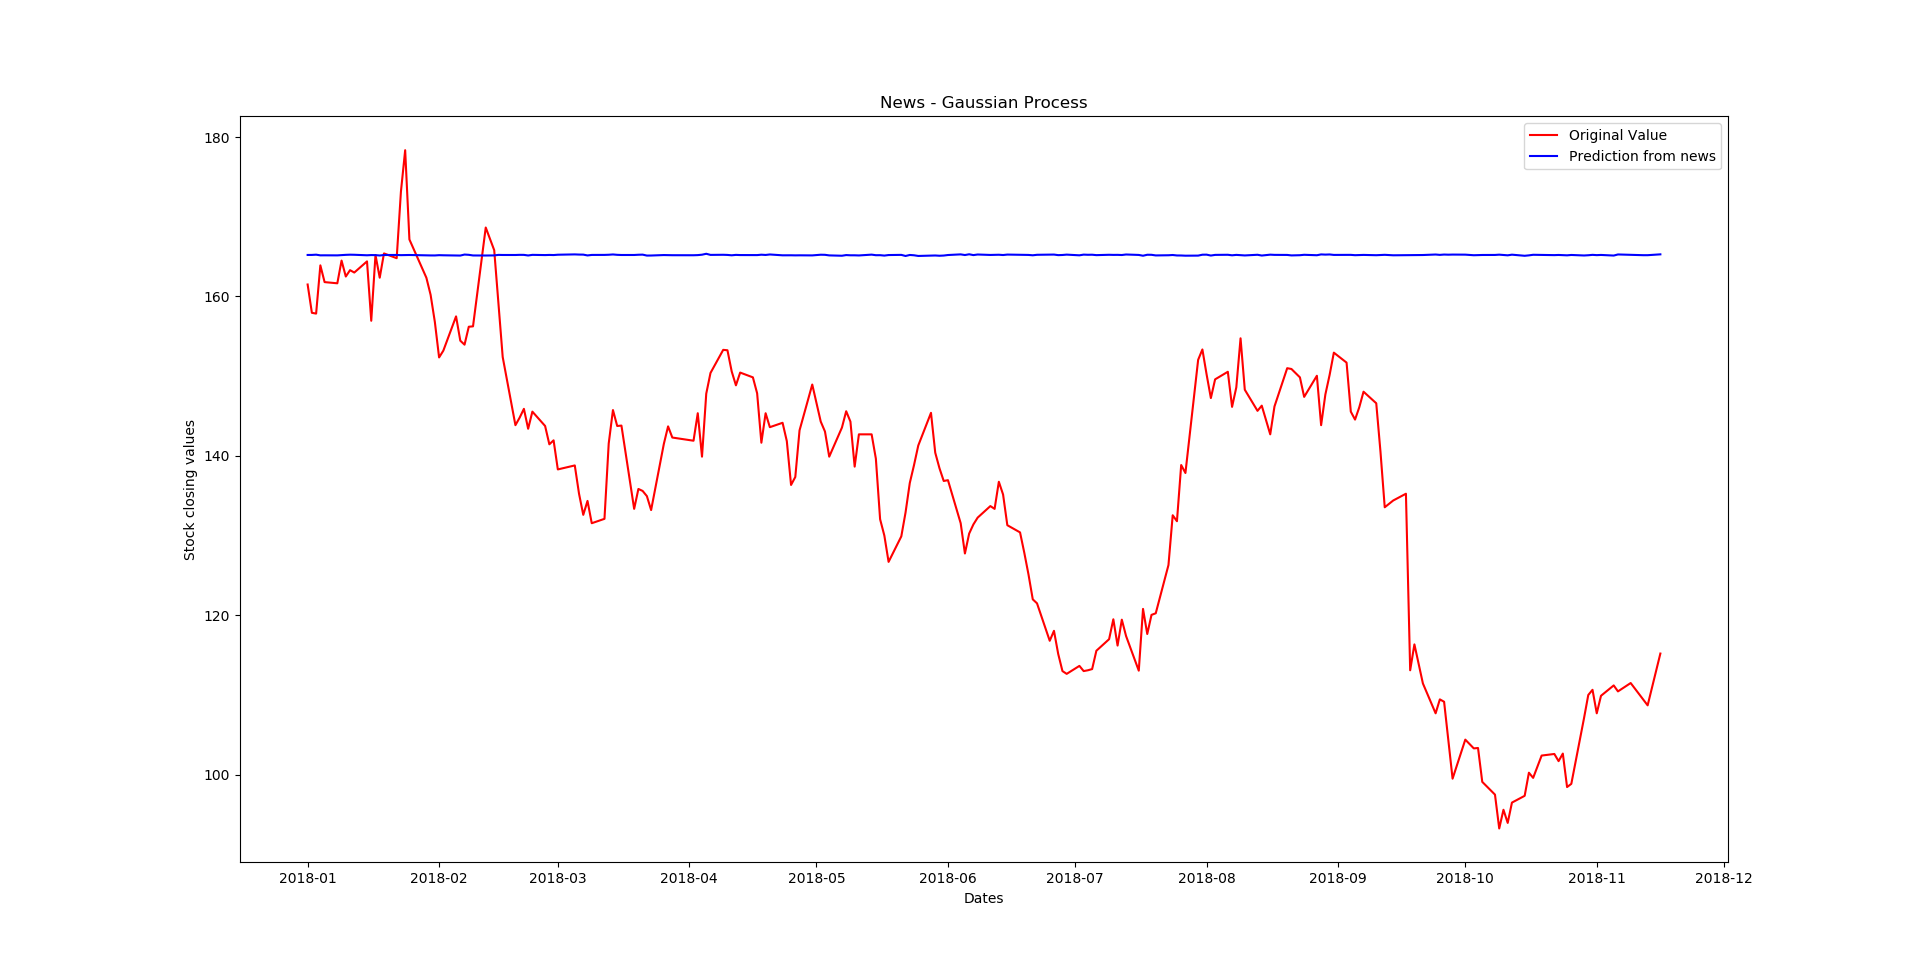 News - Gaussian Process
Original Value
Prediction from news
Stock closing values
180
160
140
120
100
2018-01 2018-02 2018-03 2018-04 2018-05 2018-06 2018-07 2018-08 2018-09 2018-10 2018-11 2018-12
Dates